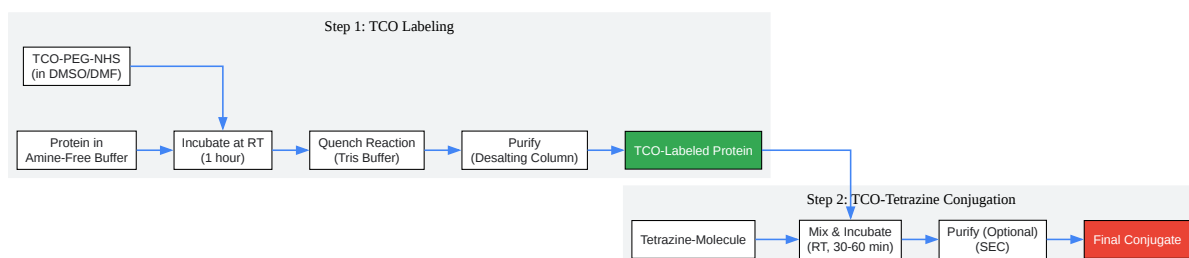 Step 1: TCO Labeling
TCO-PEG-NHS
(in DMSO/DMF)
Protein in
Amine-Free Buffer
Incubate at RT
(1 hour)
Quench Reaction
(Tris Buffer)
Purify
(Desalting Column)
TCO-Labeled Protein
Step 2: TCO-Tetrazine Conjugation
Tetrazine-Molecule
Mix & Incubate
(RT, 30-60 min)
Purify (Optional)
(SEC)
Final Conjugate